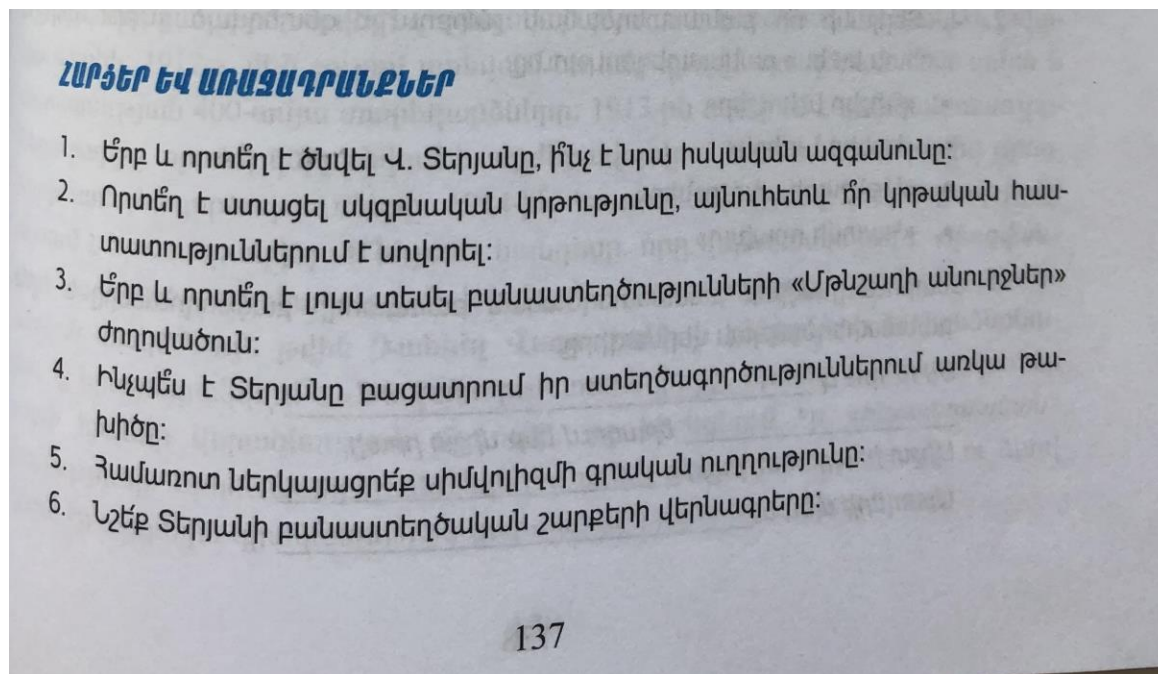 ՀԱՐՑԵՐ ԵՎ ԱՌԱՋԱԴՐԱՆՔՆԵՐ
1. Ե՞րբ և որտե՞ղ է ծնվել Վ. Տերյանը, ի՞նչ է նրա իսկական ազգանունը:
2. Որտե՞ղ է ստացել սկզբնական կրթությունը, այնուհետև ո՞ր կրթական հաս-
տատություններում է սովորել:
3. Ե՞րբ և որտե՞ղ է լույս տեսել բանաստեղծությունների «Մթնշաղի անուրջներ»
ժողովածուն:
4. Ինչպե՞ս է Տերյանը բացատրում իր ստեղծագործություններում առկա թա-
խիծը:
5. Համառոտ ներկայացրե՛ք սիմվոլիզմի գրական ուղղությունը:
6. Նշե՛ք Տերյանի բանաստեղծական շարքերի վերնագրերը:
137